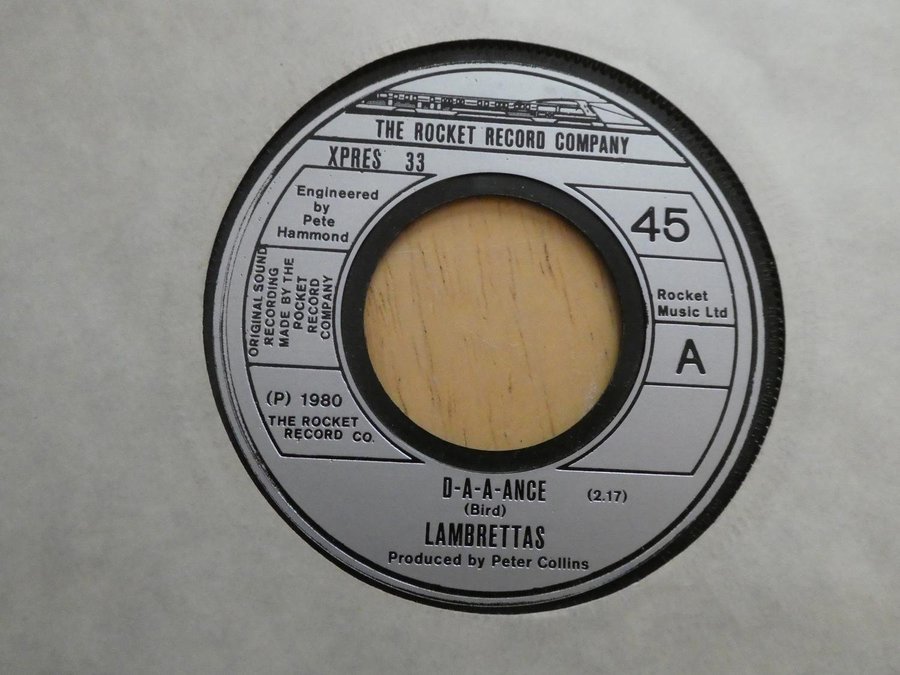 THE ROCKET RECORD COMPANY
XPRES 33
Engineered
by
Pete
Hammond
45
ORIGINAL SOUND
RECORDING
MADE BY THE
ROCKET
RECORD
COMPANY
Rocket
Music Ltd
A
(P) 1980
THE ROCKET
RECORD CO.
D-A-A-ANCE (2.17)
(Bird)
LAMBRETTAS
Produced by Peter Collins